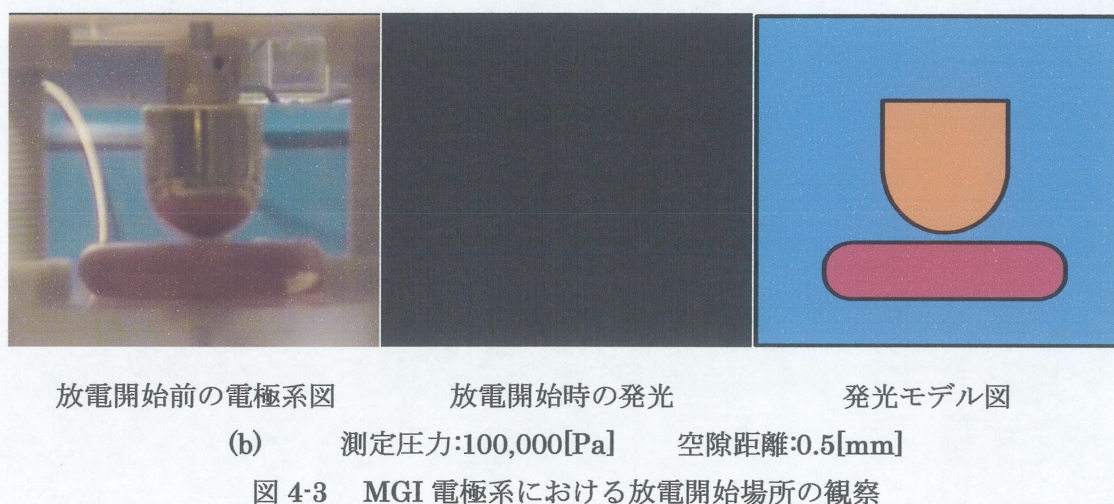 放電開始前の電極系図 放電開始時の発光 発光モデル図
(b) 測定圧力:100,000[Pa] 空隙距離:0.5[mm]
図 4-3 MGI 電極系における放電開始場所の観察